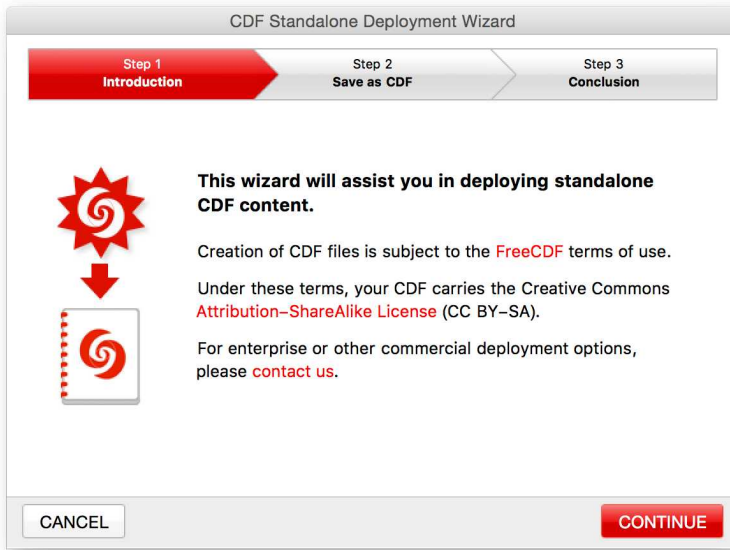 CDF Standalone Deployment Wizard
Step 1
Introduction
Step 2
Save as CDF
Step 3
Conclusion
This wizard will assist you in deploying standalone
CDF content.
Creation of CDF files is subject to the FreeCDF terms of use.
Under these terms, your CDF carries the Creative Commons
Attribution–ShareAlike License (CC BY–SA).
For enterprise or other commercial deployment options,
please contact us.
CANCEL
CONTINUE